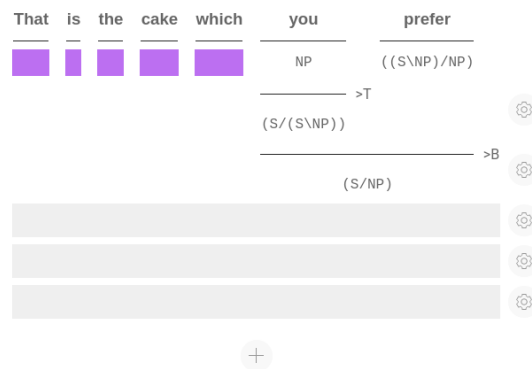 That is the cake which you prefer
NP ((S\NP)/NP)
>T
(S/(S\NP))
>B
(S/NP)